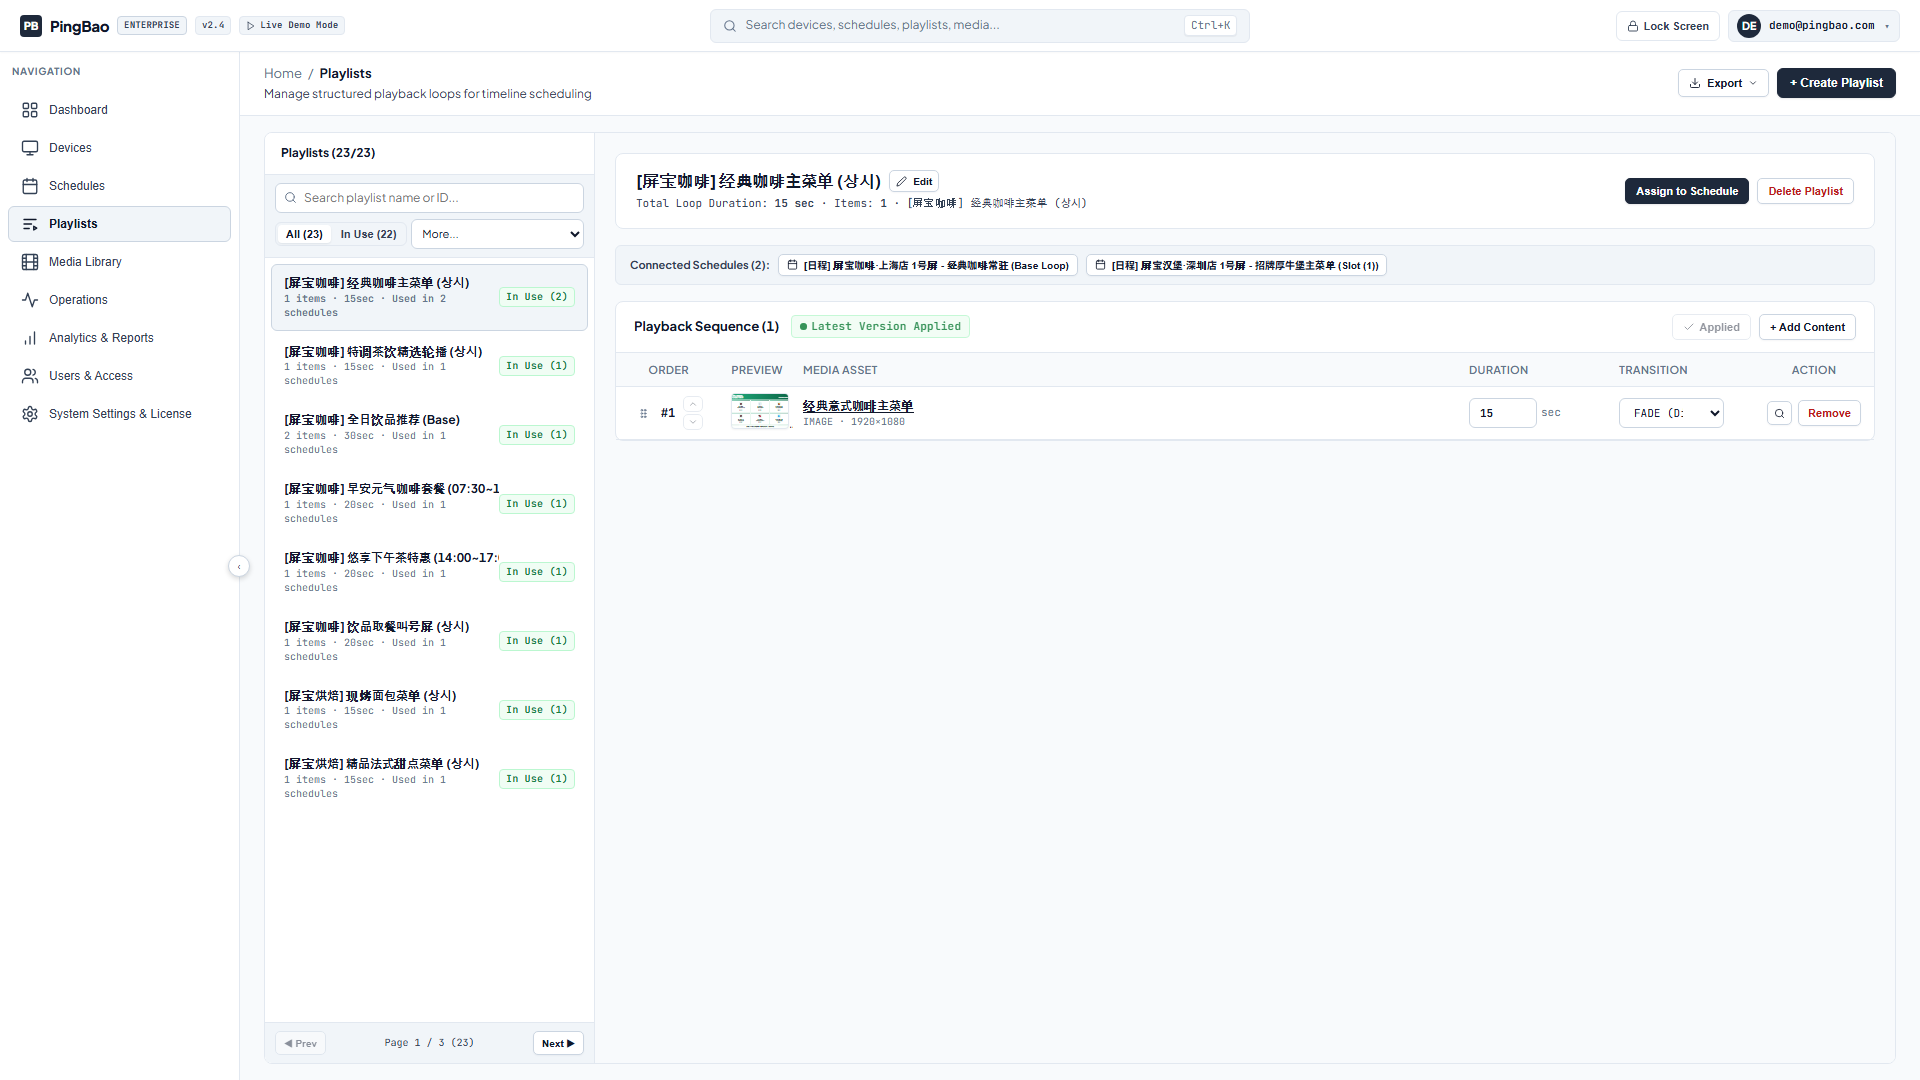 PB PingBao ENTERPRISE v2.4 Live Demo Mode
Search devices, schedules, playlists, media... Ctrl+K
Lock Screen
DE demo@pingbao.com
NAVIGATION
Dashboard
Devices
Schedules
Playlists
Media Library
Operations
Analytics & Reports
Users & Access
System Settings & License
Home / Playlists
Manage structured playback loops for timeline scheduling
Export
+ Create Playlist
Playlists (23/23)
Search playlist name or ID...
All (23) In Use (22) More...
[屏宝咖啡] 经典咖啡主菜单 (상시)
1 items · 15sec · Used in 2
schedules
In Use (2)
[屏宝咖啡] 特调茶饮精选轮播 (상시)
1 items · 15sec · Used in 1
schedules
In Use (1)
[屏宝咖啡] 全日饮品推荐 (Base)
2 items · 30sec · Used in 1
schedules
In Use (1)
[屏宝咖啡] 早安元气咖啡套餐 (07:30~1
1 items · 20sec · Used in 1
schedules
In Use (1)
[屏宝咖啡] 悠享下午茶特惠 (14:00~17:
1 items · 20sec · Used in 1
schedules
In Use (1)
[屏宝咖啡] 饮品取餐叫号屏 (상시)
1 items · 20sec · Used in 1
schedules
In Use (1)
[屏宝烘焙] 现烤面包菜单 (상시)
1 items · 15sec · Used in 1
schedules
In Use (1)
[屏宝烘焙] 精品法式甜点菜单 (상시)
1 items · 15sec · Used in 1
schedules
In Use (1)
◀ Prev Page 1 / 3 (23) Next ▶
[屏宝咖啡] 经典咖啡主菜单 (상시) Edit
Total Loop Duration: 15 sec · Items: 1 · [屏宝咖啡] 经典咖啡主菜单 (상시)
Assign to Schedule Delete Playlist
Connected Schedules (2): [日程] 屏宝咖啡·上海店 1号屏 - 经典咖啡常驻 (Base Loop) [日程] 屏宝汉堡·深圳店 1号屏 - 招牌厚牛堡主菜单 (Slot (1))
Playback Sequence (1) Latest Version Applied
Applied + Add Content
ORDER PREVIEW MEDIA ASSET DURATION TRANSITION ACTION
#1 经典意式咖啡主菜单 15 sec FADE (D: Remove
IMAGE · 1920×1080